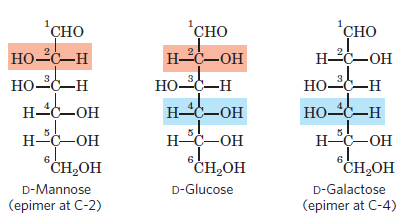 ¹CHO ¹CHO ¹CHO
HO—²C—H H—²C—OH H—²C—OH
HO—³C—H HO—³C—H HO—³C—H
H—⁴C—OH H—⁴C—OH HO—⁴C—H
H—⁵C—OH H—⁵C—OH H—⁵C—OH
⁶CH₂OH ⁶CH₂OH ⁶CH₂OH
D-Mannose D-Glucose D-Galactose
(epimer at C-2) (epimer at C-4)